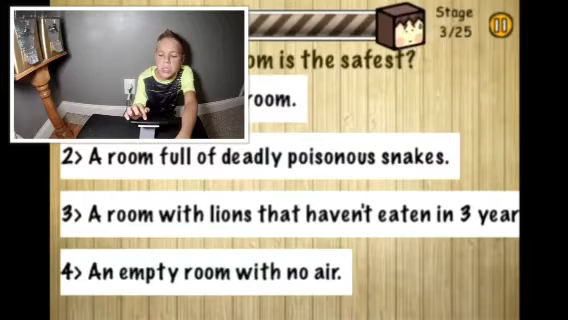 Stage
3/25
is the safest?
room.
2> A room full of deadly poisonous snakes.
3> A room with lions that haven't eaten in 3 year
4> An empty room with no air.